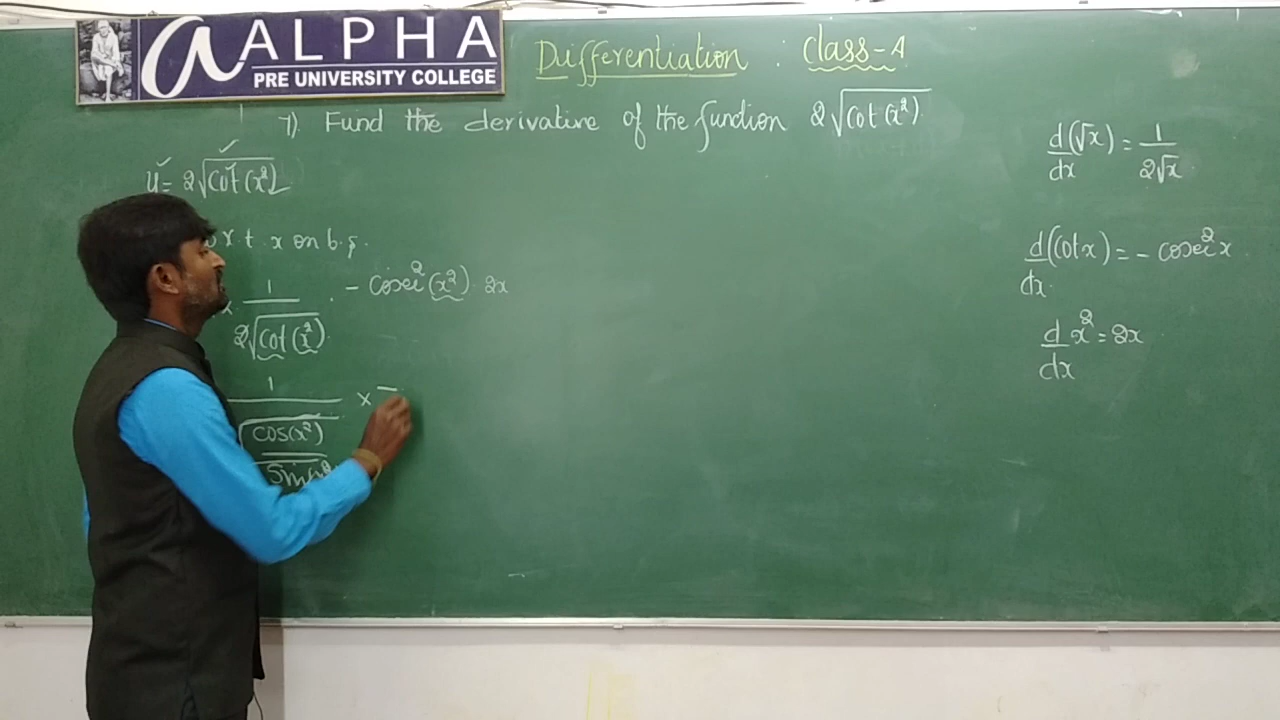 a ALPHA
PRE UNIVERSITY COLLEGE
Differentiation : Class-4
7). Find the derivative of the function 2√cot(x²).
y = 2√cot(x²)
w.r.t. x on b.s.
x 1/2√cot(x²) . - cosec²(x²) . 2x
1/√cos(x²)/sin(x² × -
d/dx (√x) = 1/2√x
d/dx (cot x) = - cosec²x
d/dx x² = 2x